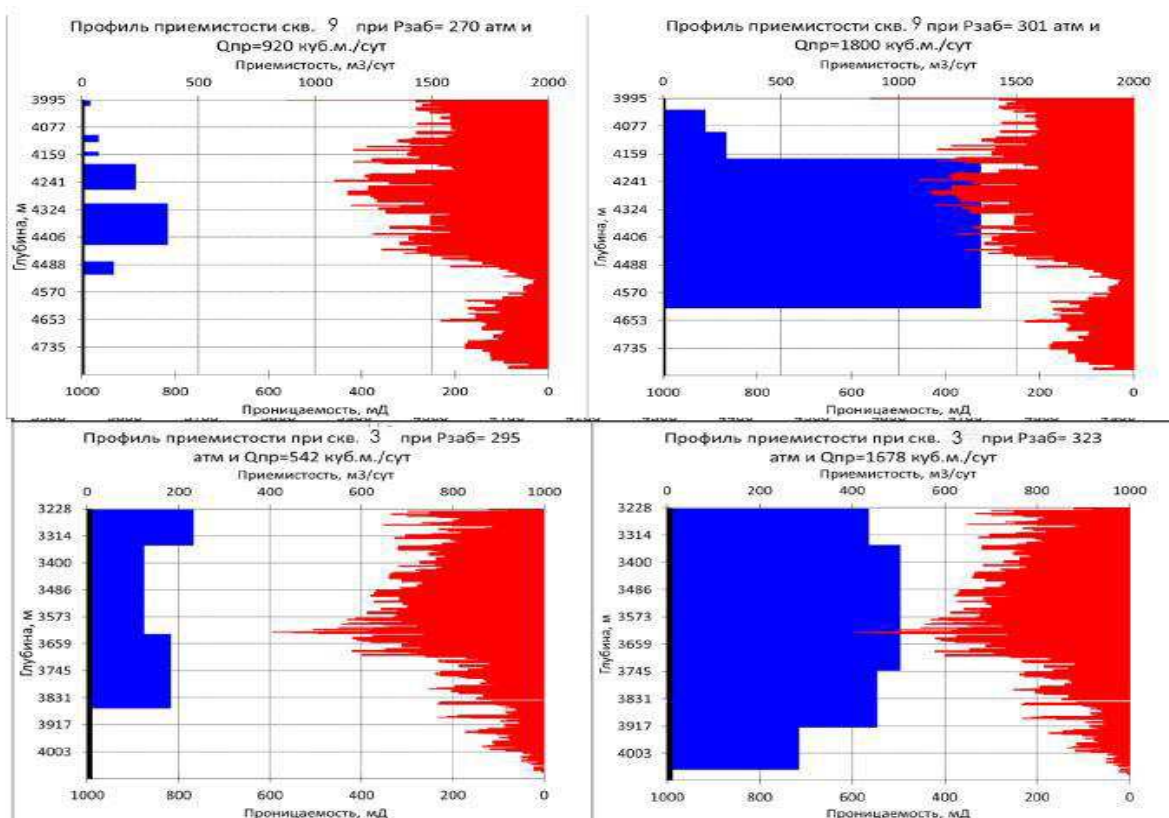 Профиль приемистости скв. 9 при Рзаб= 270 атм и
Qпр=920 куб.м./сут
Приемистость, м3/сут
0 500 1000 1500 2000
Глубина, м
3995
4077
4159
4241
4324
4406
4488
4570
4653
4735
1000 800 600 400 200 0
Проницаемость, мД
Профиль приемистости скв. 9 при Рзаб= 301 атм и
Qпр=1800 куб.м./сут
Приемистость, м3/сут
0 500 1000 1500 2000
Глубина, м
3995
4077
4159
4241
4324
4406
4488
4570
4653
4735
1000 800 600 400 200 0
Проницаемость, мД
Профиль приемистости при скв. 3 при Рзаб= 295
атм и Qпр=542 куб.м./сут
Приемистость, м3/сут
0 200 400 600 800 1000
Глубина, м
3228
3314
3400
3486
3573
3659
3745
3831
3917
4003
1000 800 600 400 200 0
Проницаемость, мД
Профиль приемистости при скв. 3 при Рзаб= 323
атм и Qпр=1678 куб.м./сут
Приемистость, м3/сут
0 200 400 600 800 1000
Глубина, м
3228
3314
3400
3486
3573
3659
3745
3831
3917
4003
1000 800 600 400 200 0
Проницаемость, мД